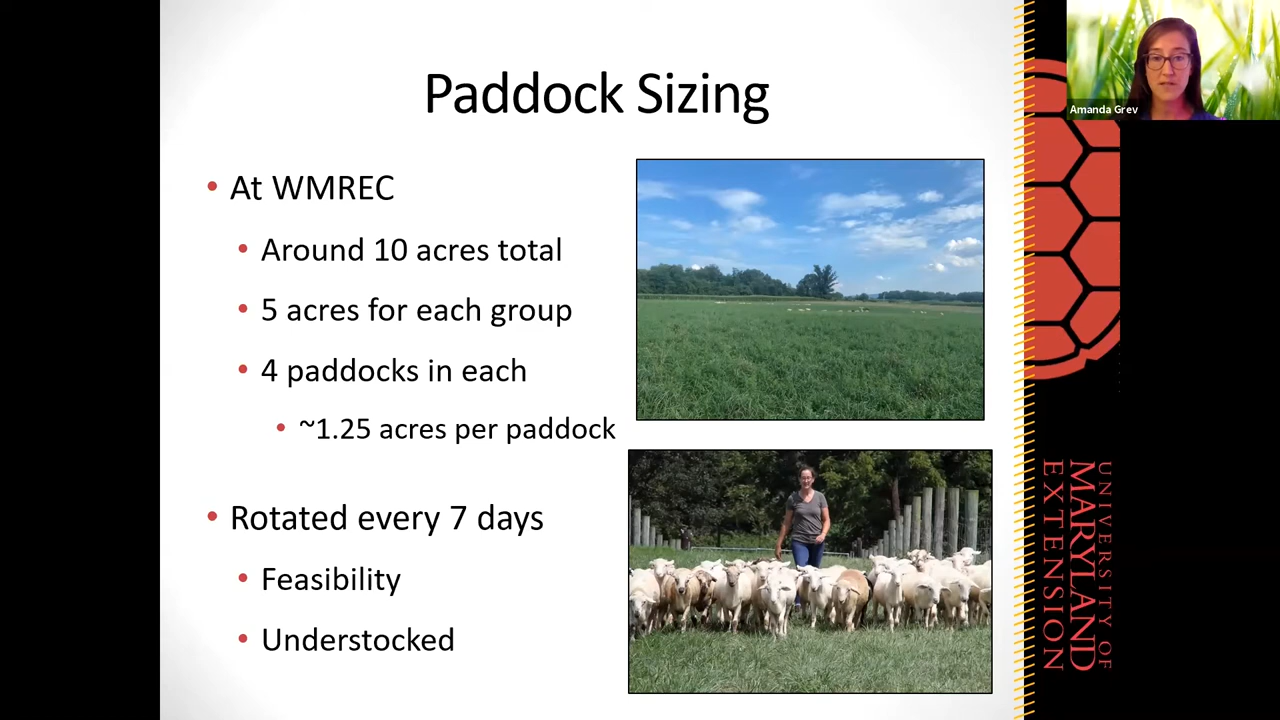 Paddock Sizing
• At WMREC
• Around 10 acres total
• 5 acres for each group
• 4 paddocks in each
• ~1.25 acres per paddock
• Rotated every 7 days
• Feasibility
• Understocked
Amanda Grev
UNIVERSITY OF
MARYLAND
EXTENSION